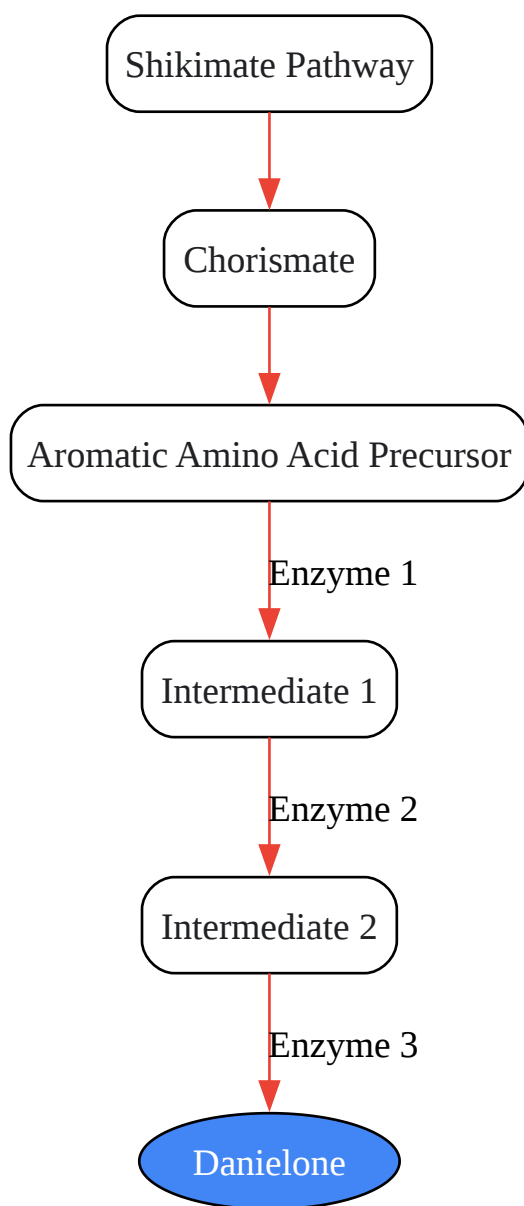 Shikimate Pathway
Chorismate
Aromatic Amino Acid Precursor
Enzyme 1
Intermediate 1
Enzyme 2
Intermediate 2
Enzyme 3
Danielone